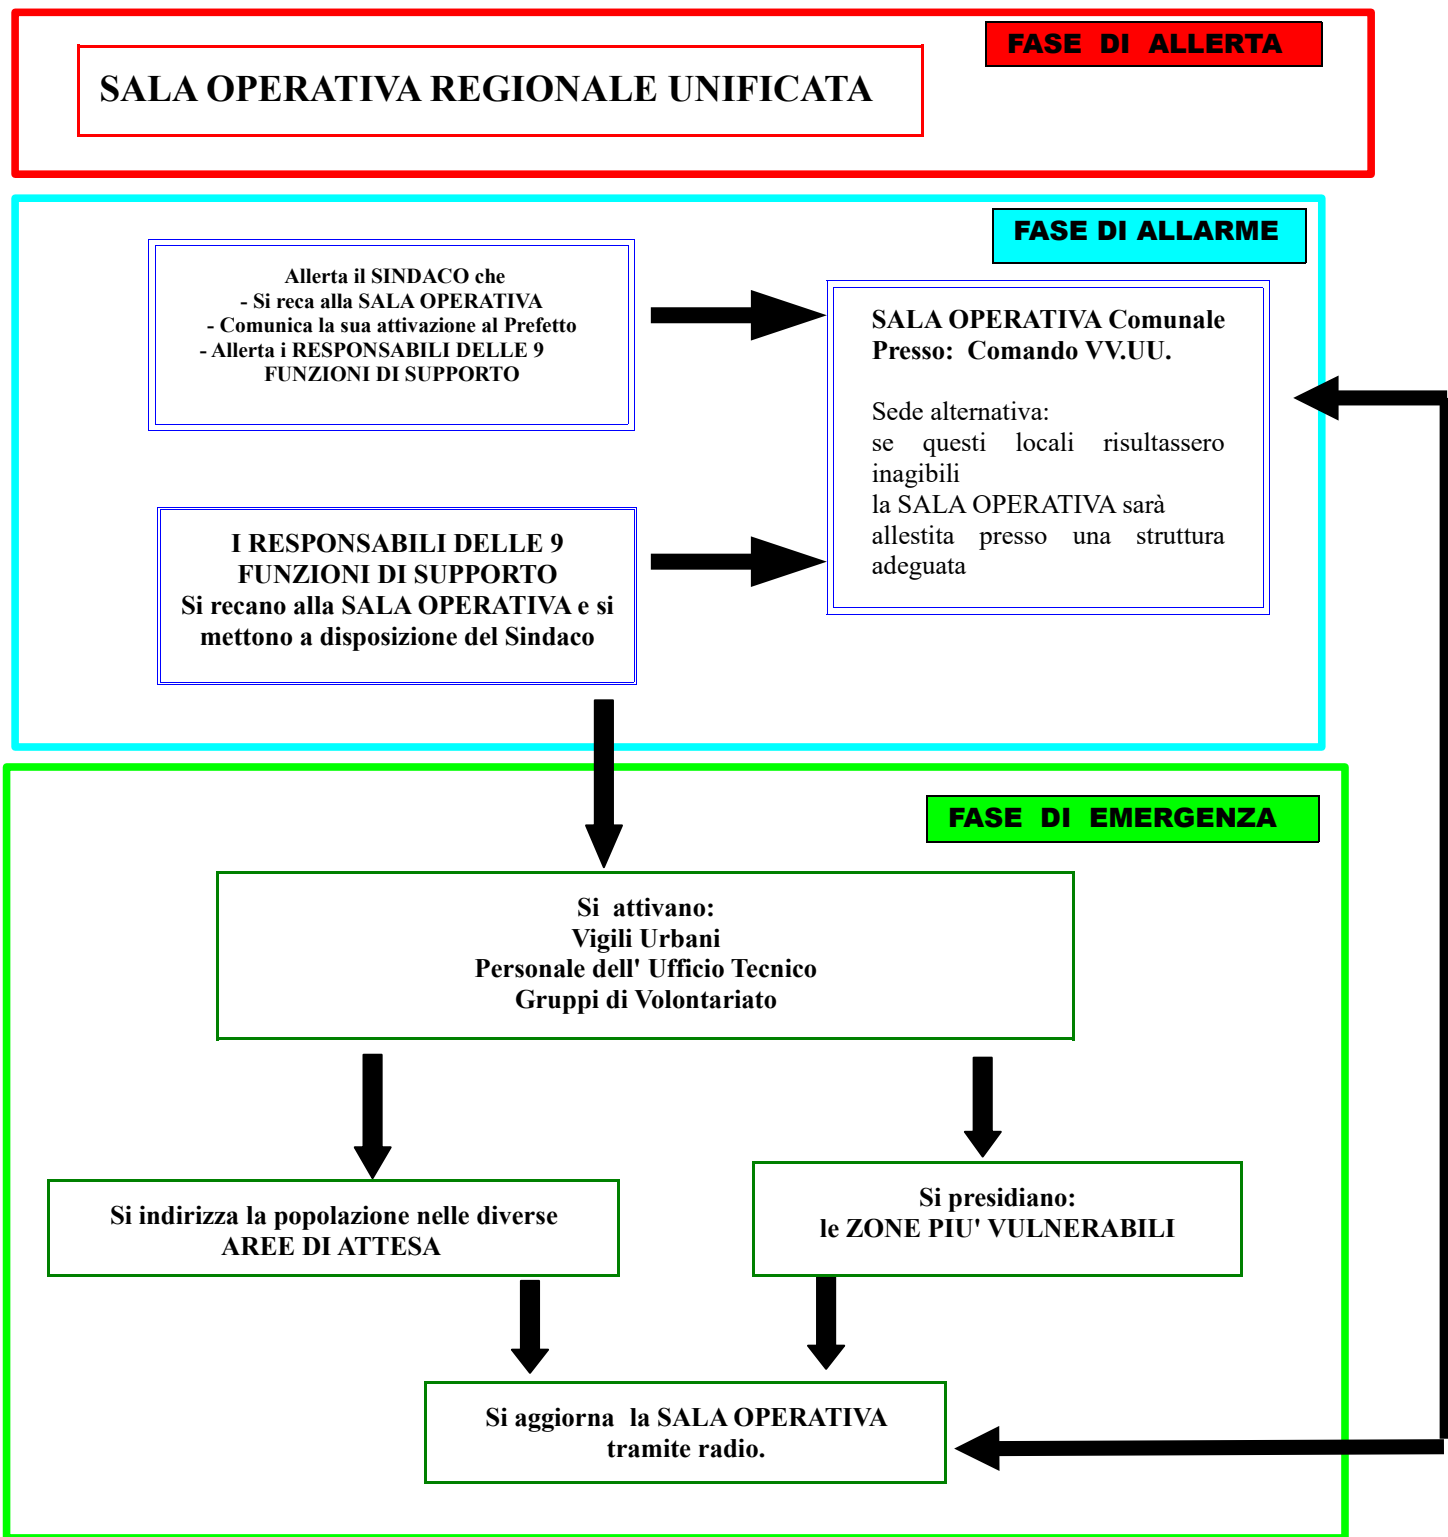 FASE DI ALLERTA
SALA OPERATIVA REGIONALE UNIFICATA
FASE DI ALLARME
Allerta il SINDACO che
- Si reca alla SALA OPERATIVA
- Comunica la sua attivazione al Prefetto
- Allerta i RESPONSABILI DELLE 9
FUNZIONI DI SUPPORTO
SALA OPERATIVA Comunale
Presso: Comando VV.UU.
Sede alternativa:
se questi locali risultassero
inagibili
la SALA OPERATIVA sarà
allestita presso una struttura
adeguata
I RESPONSABILI DELLE 9
FUNZIONI DI SUPPORTO
Si recano alla SALA OPERATIVA e si
mettono a disposizione del Sindaco
FASE DI EMERGENZA
Si attivano:
Vigili Urbani
Personale dell' Ufficio Tecnico
Gruppi di Volontariato
Si indirizza la popolazione nelle diverse
AREE DI ATTESA
Si presidiano:
le ZONE PIU' VULNERABILI
Si aggiorna la SALA OPERATIVA
tramite radio.